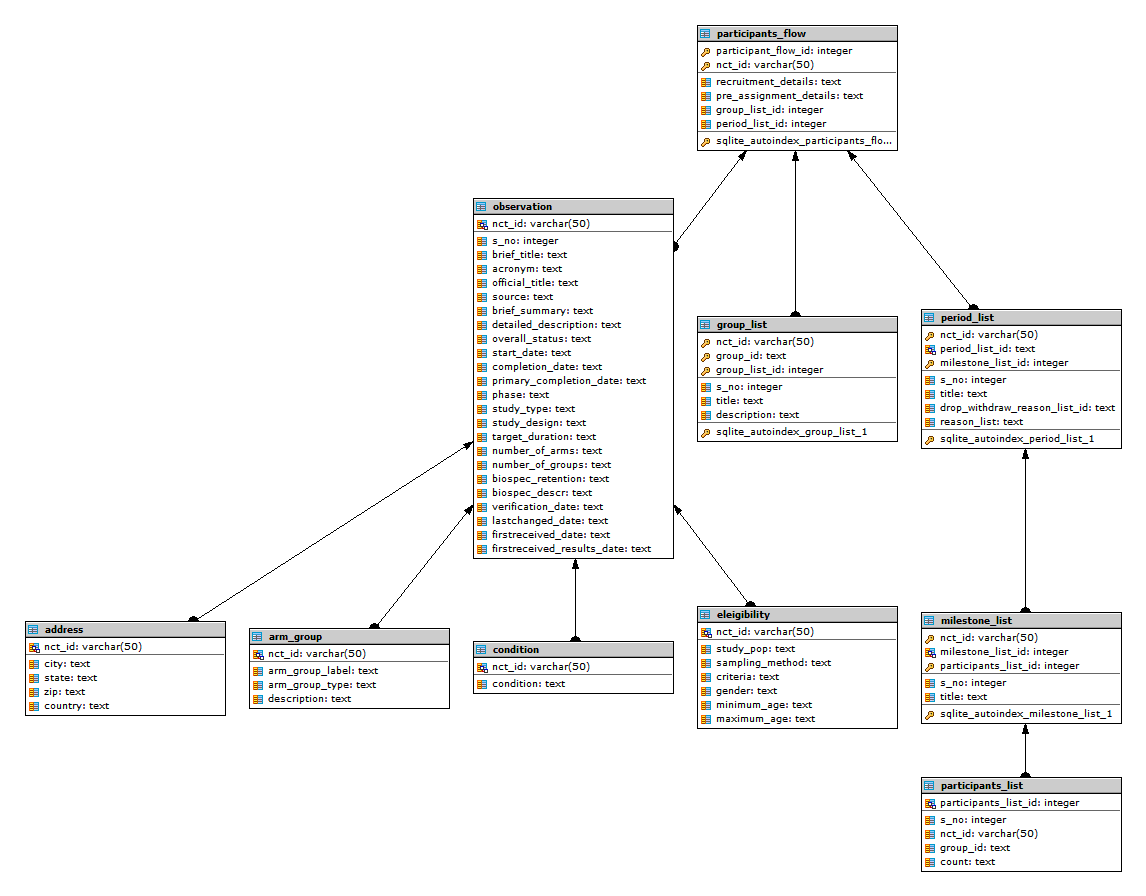 participants_flow
participant_flow_id: integer
nct_id: varchar(50)
recruitment_details: text
pre_assignment_details: text
group_list_id: integer
period_list_id: integer
sqlite_autoindex_participants_flo...
observation
nct_id: varchar(50)
s_no: integer
brief_title: text
acronym: text
official_title: text
source: text
brief_summary: text
detailed_description: text
overall_status: text
start_date: text
completion_date: text
primary_completion_date: text
phase: text
study_type: text
study_design: text
target_duration: text
number_of_arms: text
number_of_groups: text
biospec_retention: text
biospec_descr: text
verification_date: text
lastchanged_date: text
firstreceived_date: text
firstreceived_results_date: text
group_list
nct_id: varchar(50)
group_id: text
group_list_id: integer
s_no: integer
title: text
description: text
sqlite_autoindex_group_list_1
period_list
nct_id: varchar(50)
period_list_id: text
milestone_list_id: integer
s_no: integer
title: text
drop_withdraw_reason_list_id: text
reason_list: text
sqlite_autoindex_period_list_1
address
nct_id: varchar(50)
city: text
state: text
zip: text
country: text
arm_group
nct_id: varchar(50)
arm_group_label: text
arm_group_type: text
description: text
condition
nct_id: varchar(50)
condition: text
eleigibility
nct_id: varchar(50)
study_pop: text
sampling_method: text
criteria: text
gender: text
minimum_age: text
maximum_age: text
milestone_list
nct_id: varchar(50)
milestone_list_id: integer
participants_list_id: integer
s_no: integer
title: text
sqlite_autoindex_milestone_list_1
participants_list
participants_list_id: integer
s_no: integer
nct_id: varchar(50)
group_id: text
count: text